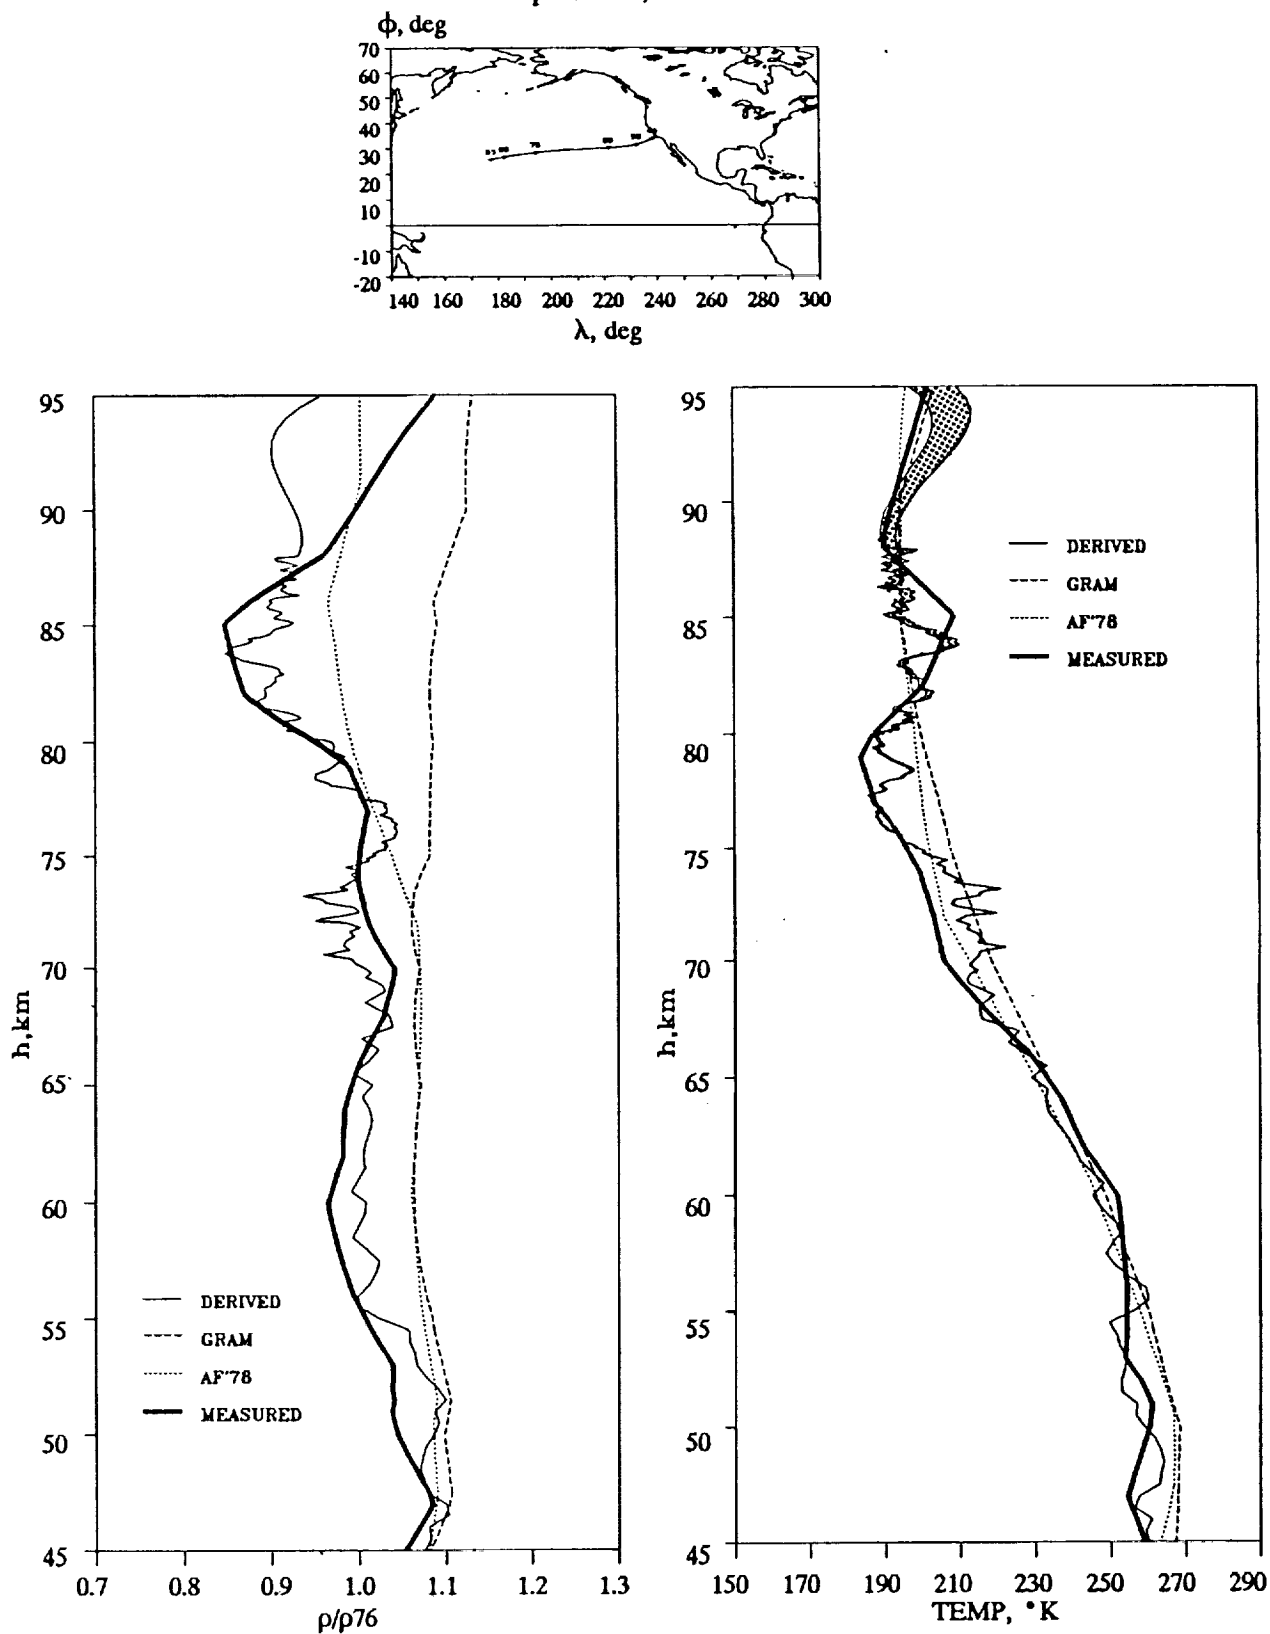 ϕ, deg
70
60
50
40
30
20
10
-10
-20
140 160 180 200 220 240 260 280 300
λ, deg
95
90
85
80
75
70
65
60
55
50
45
h,km
DERIVED
GRAM
AF'78
MEASURED
0.7 0.8 0.9 1.0 1.1 1.2 1.3
ρ/ρ76
95
90
85
80
75
70
65
60
55
50
45
h,km
DERIVED
GRAM
AF'78
MEASURED
150 170 190 210 230 250 270 290
TEMP, °K